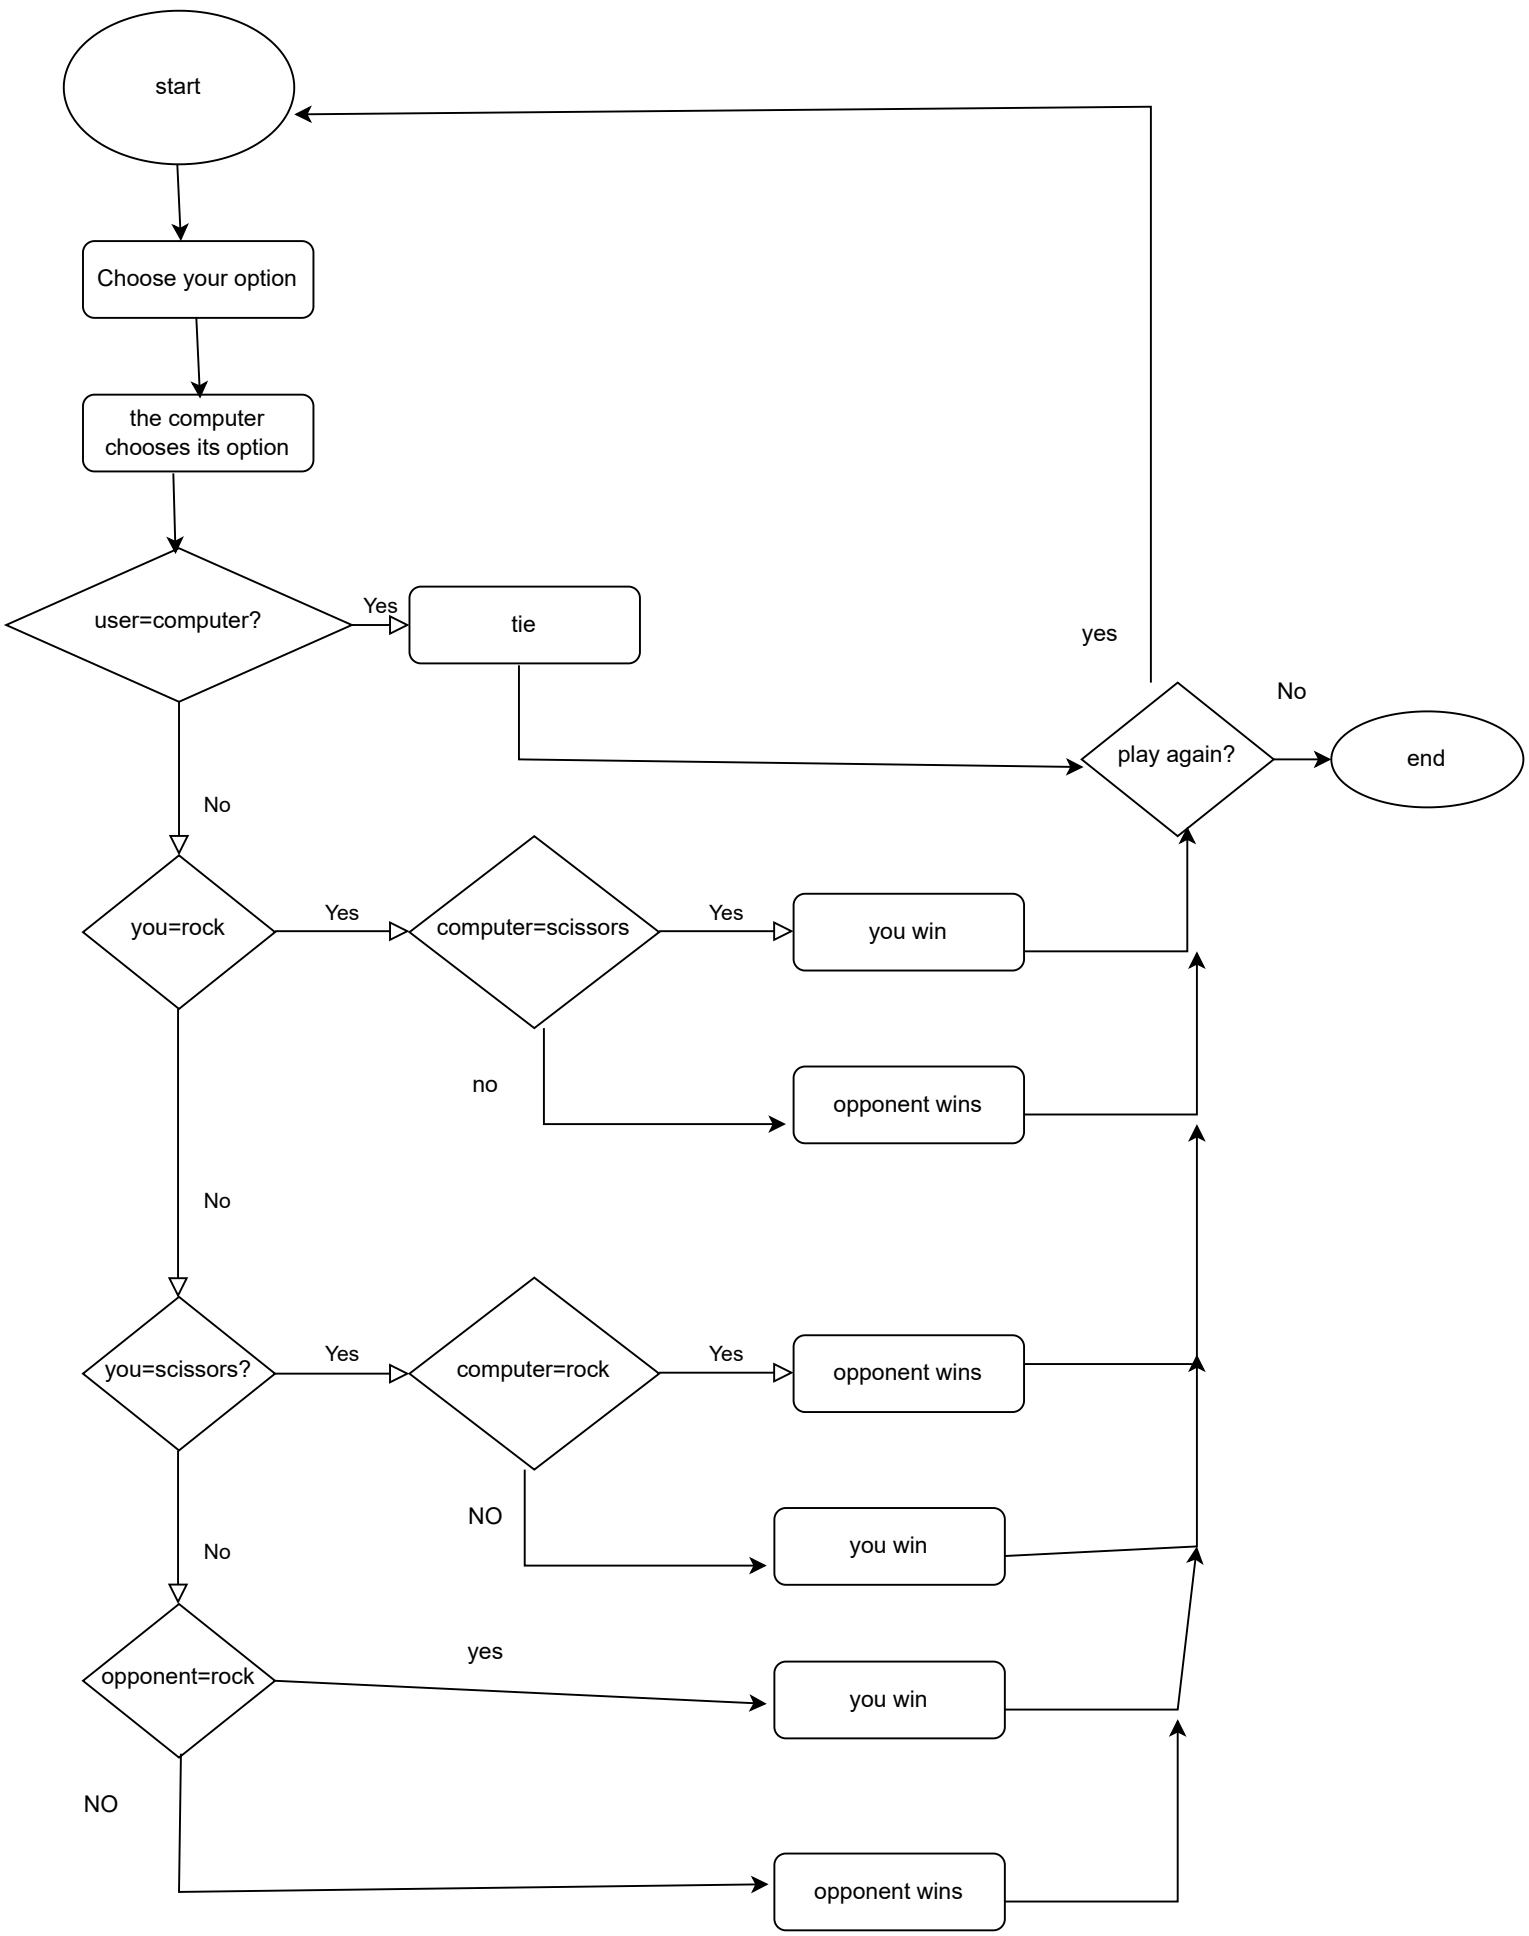 start
Choose your option
the computer
chooses its option
user=computer?
Yes
tie
yes
No
play again?
end
No
you=rock
Yes
computer=scissors
Yes
you win
no
opponent wins
No
you=scissors?
Yes
computer=rock
Yes
opponent wins
NO
you win
No
opponent=rock
yes
you win
NO
opponent wins